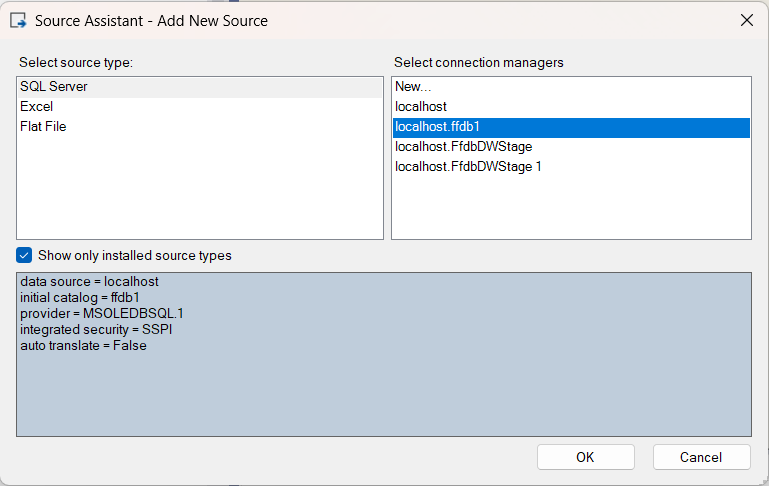 Source Assistant - Add New Source
Select source type:
SQL Server
Excel
Flat File
Select connection managers
New...
localhost
localhost.ffdb1
localhost.FfdbDWStage
localhost.FfdbDWStage 1
Show only installed source types
data source = localhost
initial catalog = ffdb1
provider = MSOLEDBSQL.1
integrated security = SSPI
auto translate = False
OK
Cancel